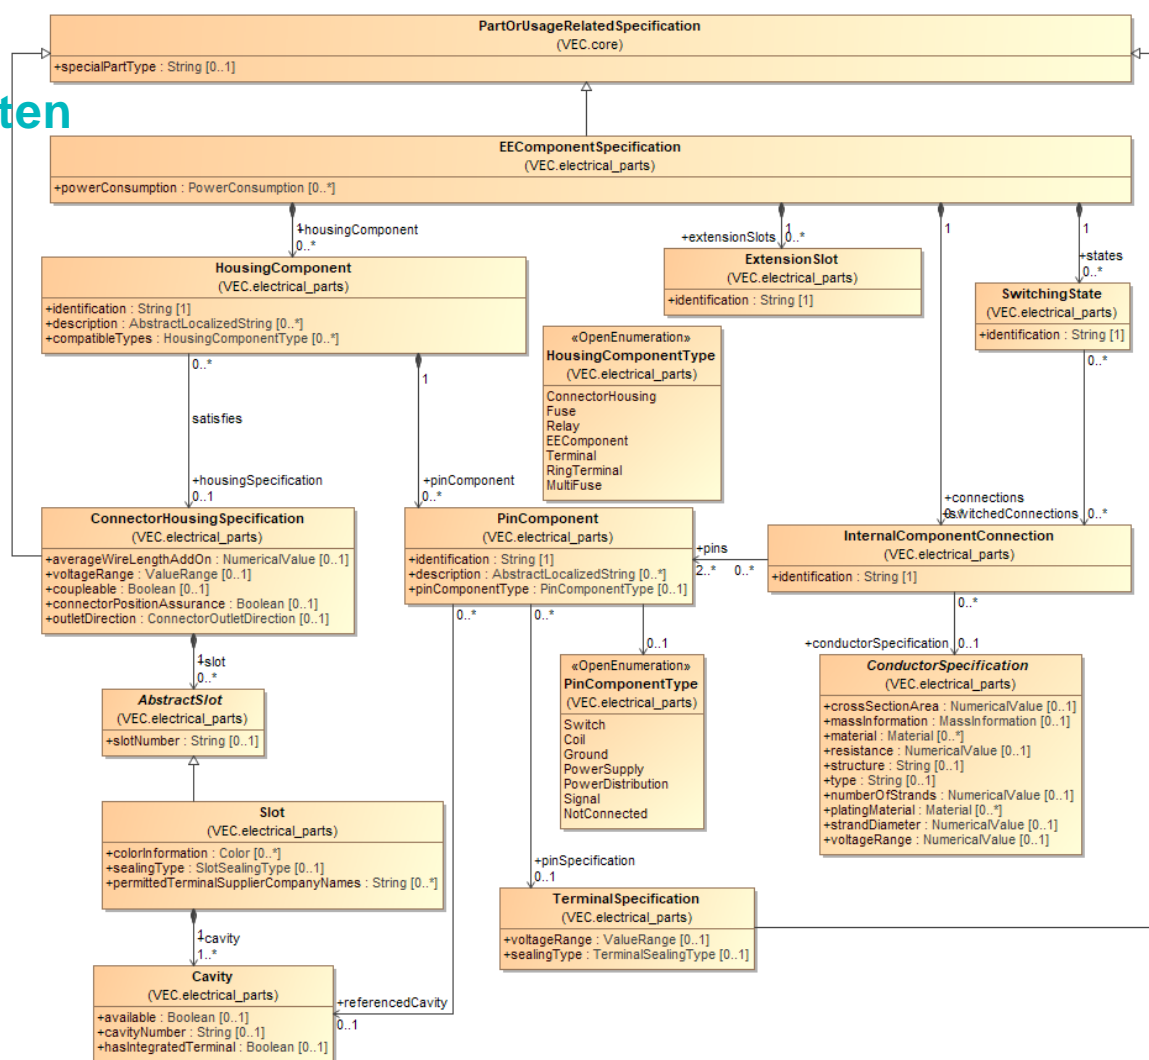 PartOrUsageRelatedSpecification
(VEC.core)
+specialPartType : String [0..1]
ten
EEComponentSpecification
(VEC.electrical_parts)
+powerConsumption : PowerConsumption [0..*]
1
+housingComponent
0..*
1
+extensionSlots
0..*
1
1
+states
0..*
HousingComponent
(VEC.electrical_parts)
+identification : String [1]
+description : AbstractLocalizedString [0..*]
+compatibleTypes : HousingComponentType [0..*]
ExtensionSlot
(VEC.electrical_parts)
+identification : String [1]
SwitchingState
(VEC.electrical_parts)
+identification : String [1]
«OpenEnumeration»
HousingComponentType
(VEC.electrical_parts)
ConnectorHousing
Fuse
Relay
EEComponent
Terminal
RingTerminal
MultiFuse
0..*
satisfies
+housingSpecification
0..1
1
+pinComponent
0..*
0..*
+connections
0..*
+switchedConnections
0..*
ConnectorHousingSpecification
(VEC.electrical_parts)
+averageWireLengthAddOn : NumericalValue [0..1]
+voltageRange : ValueRange [0..1]
+coupleable : Boolean [0..1]
+connectorPositionAssurance : Boolean [0..1]
+outletDirection : ConnectorOutletDirection [0..1]
PinComponent
(VEC.electrical_parts)
+identification : String [1]
+description : AbstractLocalizedString [0..*]
+pinComponentType : PinComponentType [0..1]
+pins
2..*
0..*
InternalComponentConnection
(VEC.electrical_parts)
+identification : String [1]
0..*
0..*
0..1
0..*
+conductorSpecification
0..1
1
+slot
0..*
AbstractSlot
(VEC.electrical_parts)
+slotNumber : String [0..1]
«OpenEnumeration»
PinComponentType
(VEC.electrical_parts)
Switch
Coil
Ground
PowerSupply
PowerDistribution
Signal
NotConnected
ConductorSpecification
(VEC.electrical_parts)
+crossSectionArea : NumericalValue [0..1]
+massInformation : MassInformation [0..1]
+material : Material [0..*]
+resistance : NumericalValue [0..1]
+structure : String [0..1]
+type : String [0..1]
+numberOfStrands : NumericalValue [0..1]
+platingMaterial : Material [0..*]
+strandDiameter : NumericalValue [0..1]
+voltageRange : NumericalValue [0..1]
Slot
(VEC.electrical_parts)
+colorInformation : Color [0..*]
+sealingType : SlotSealingType [0..1]
+permittedTerminalSupplierCompanyNames : String [0..*]
+pinSpecification
0..1
TerminalSpecification
(VEC.electrical_parts)
+voltageRange : ValueRange [0..1]
+sealingType : TerminalSealingType [0..1]
1
+cavity
1..*
Cavity
(VEC.electrical_parts)
+available : Boolean [0..1]
+cavityNumber : String [0..1]
+hasIntegratedTerminal : Boolean [0..1]
+referencedCavity
0..1